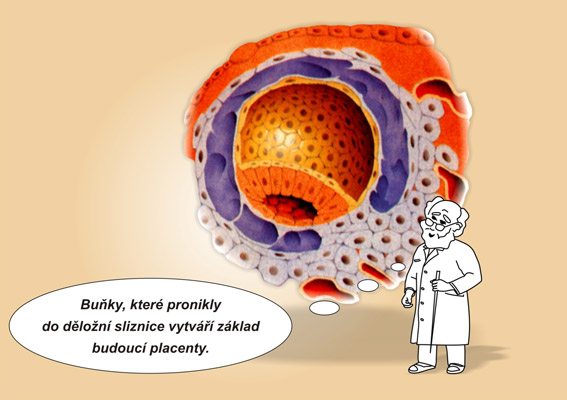 Buňky, které pronikly
do děložní sliznice vytváří základ
budoucí placenty.